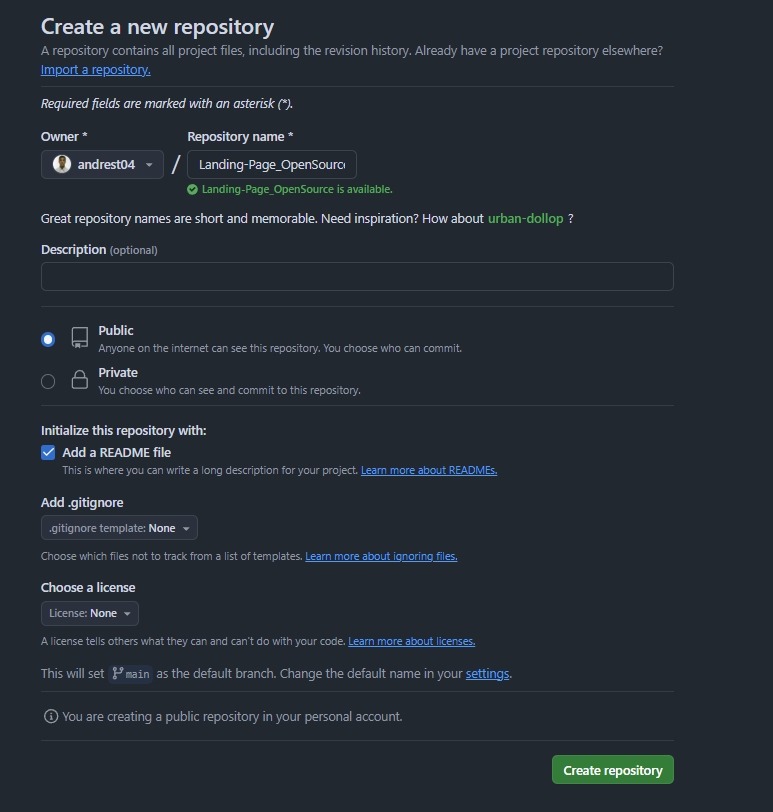 Create a new repository
A repository contains all project files, including the revision history. Already have a project repository elsewhere?
Import a repository.
Required fields are marked with an asterisk (*).
Owner * Repository name *
andrest04 / Landing-Page_OpenSource
Landing-Page_OpenSource is available.
Great repository names are short and memorable. Need inspiration? How about urban-dollop ?
Description (optional)
Public
Anyone on the internet can see this repository. You choose who can commit.
Private
You choose who can see and commit to this repository.
Initialize this repository with:
Add a README file
This is where you can write a long description for your project. Learn more about READMEs.
Add .gitignore
.gitignore template: None
Choose which files not to track from a list of templates. Learn more about ignoring files.
Choose a license
License: None
A license tells others what they can and can't do with your code. Learn more about licenses.
This will set main as the default branch. Change the default name in your settings.
You are creating a public repository in your personal account.
Create repository